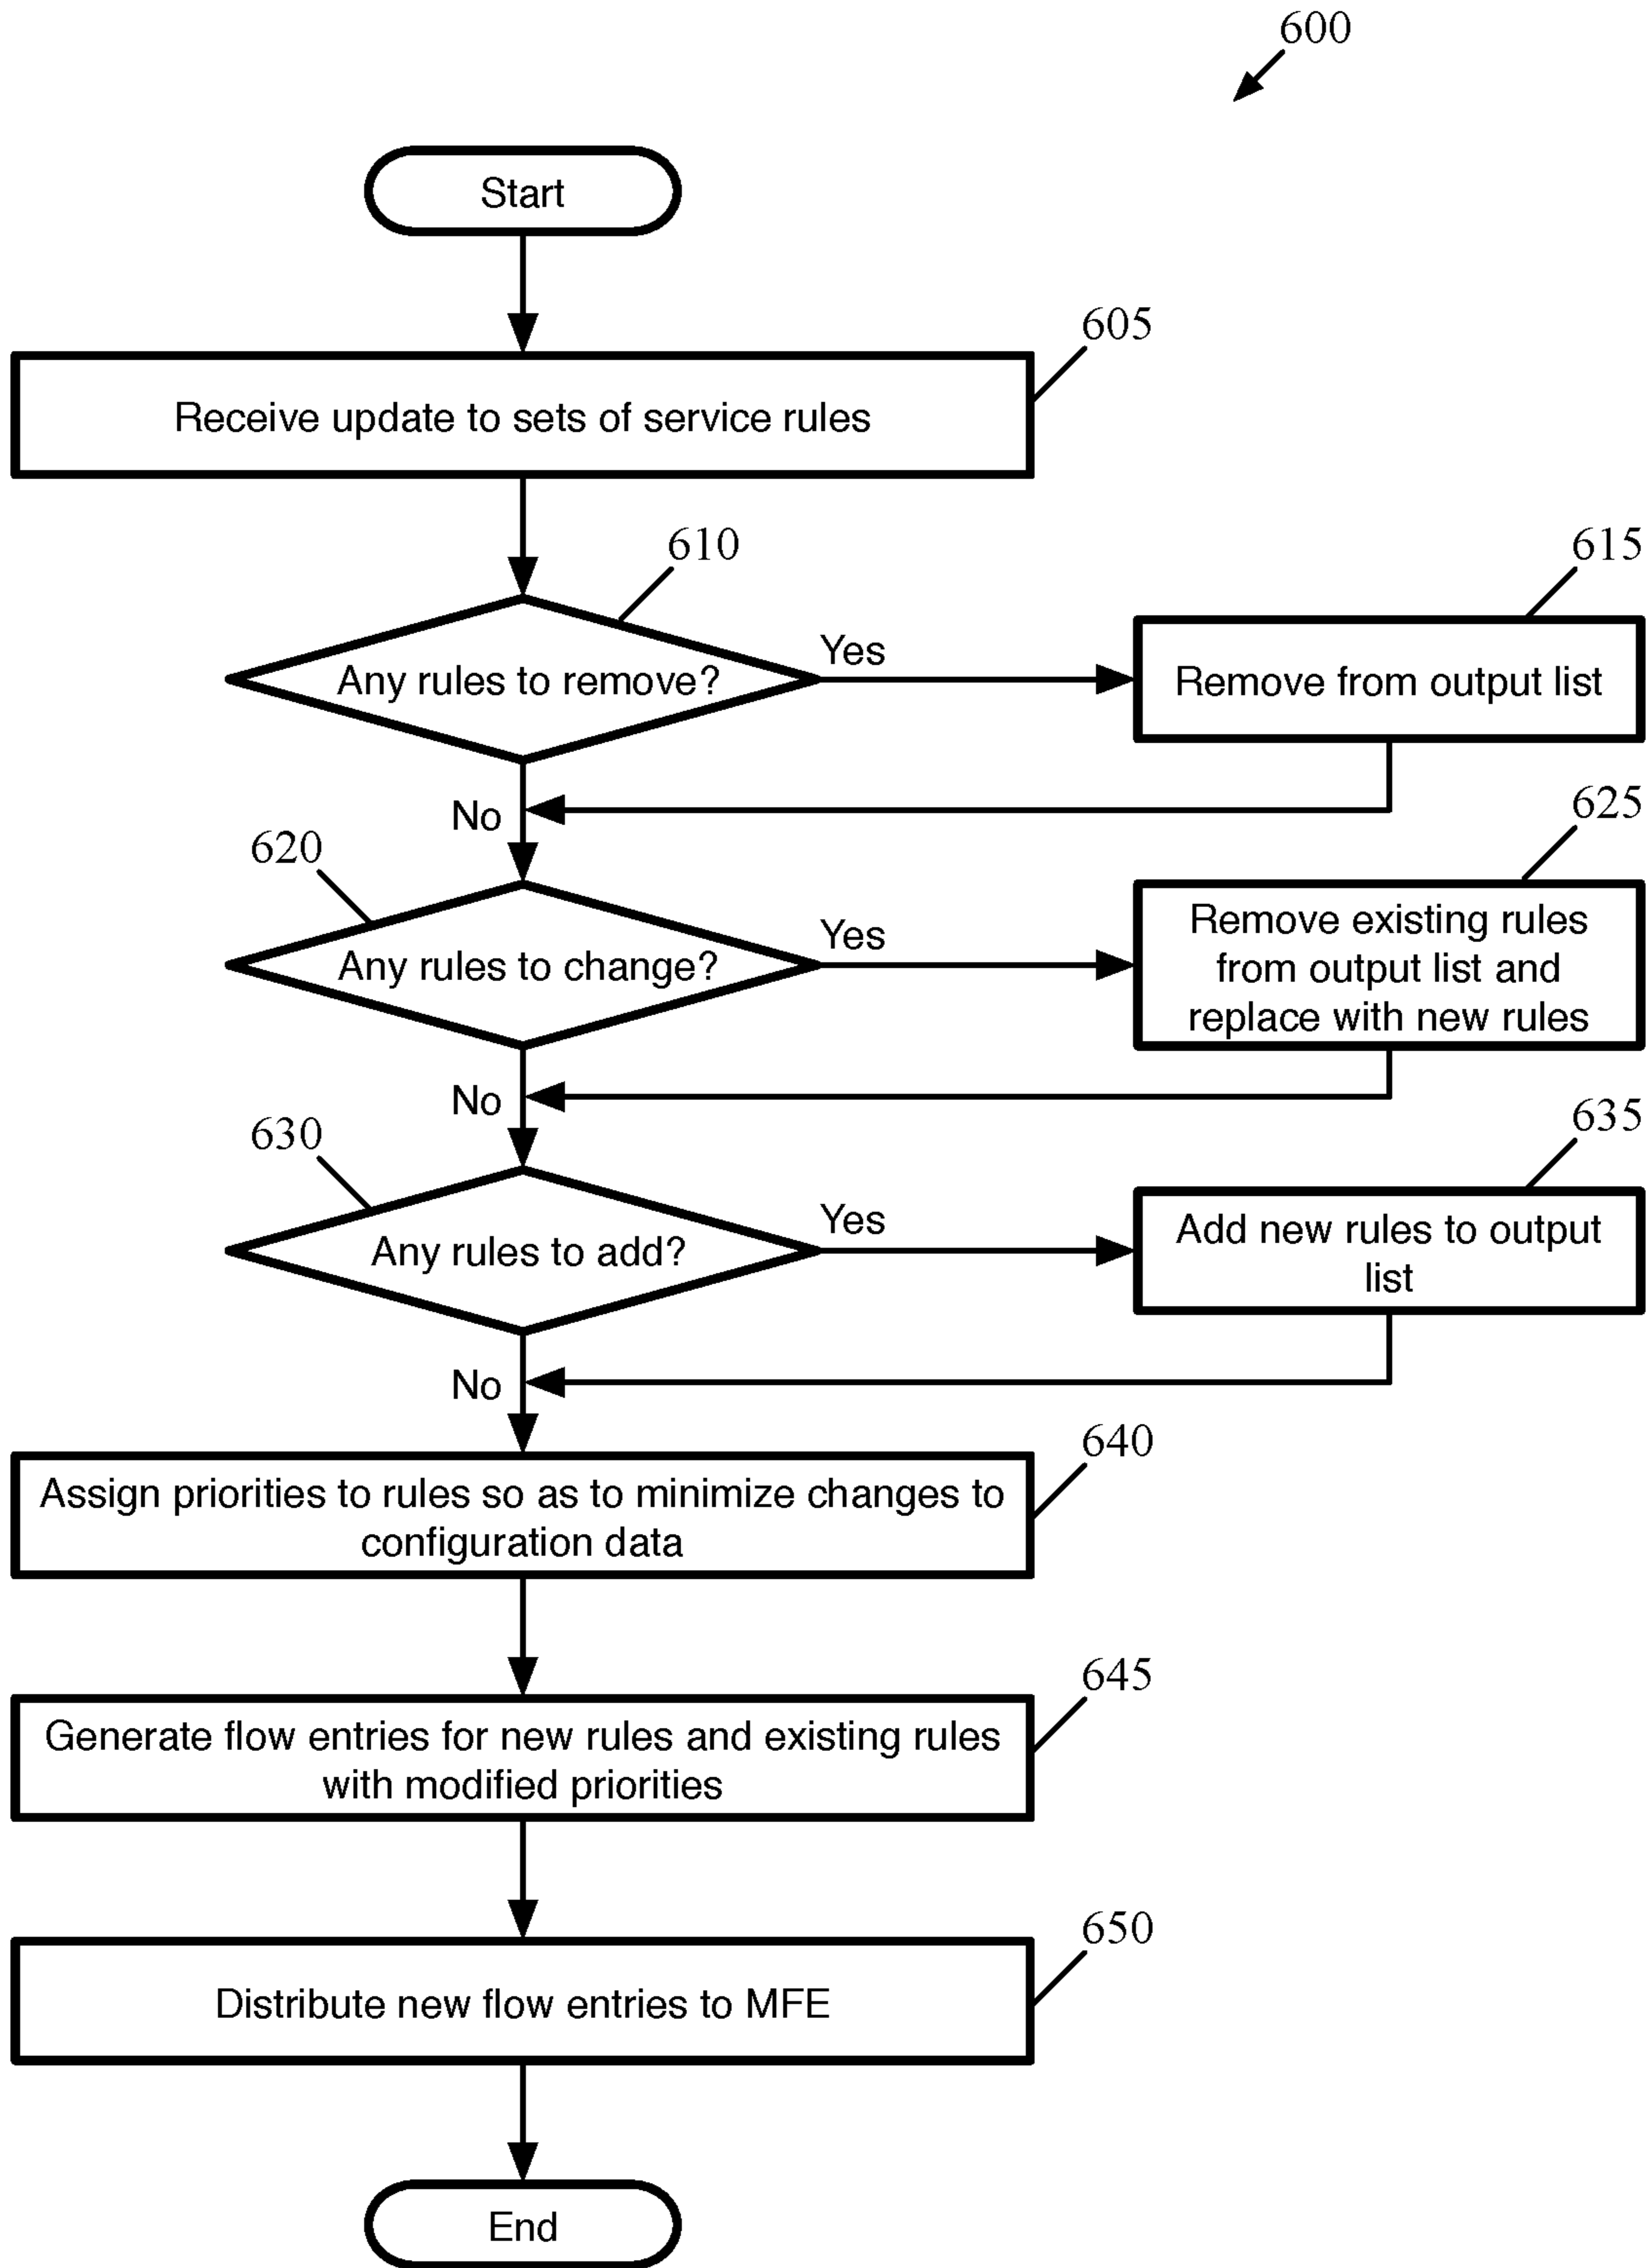 600
Start
605
Receive update to sets of service rules
610
615
Any rules to remove?
Yes
Remove from output list
No
620
625
Any rules to change?
Yes
Remove existing rules
from output list and
replace with new rules
No
630
635
Any rules to add?
Yes
Add new rules to output
list
No
640
Assign priorities to rules so as to minimize changes to
configuration data
645
Generate flow entries for new rules and existing rules
with modified priorities
650
Distribute new flow entries to MFE
End